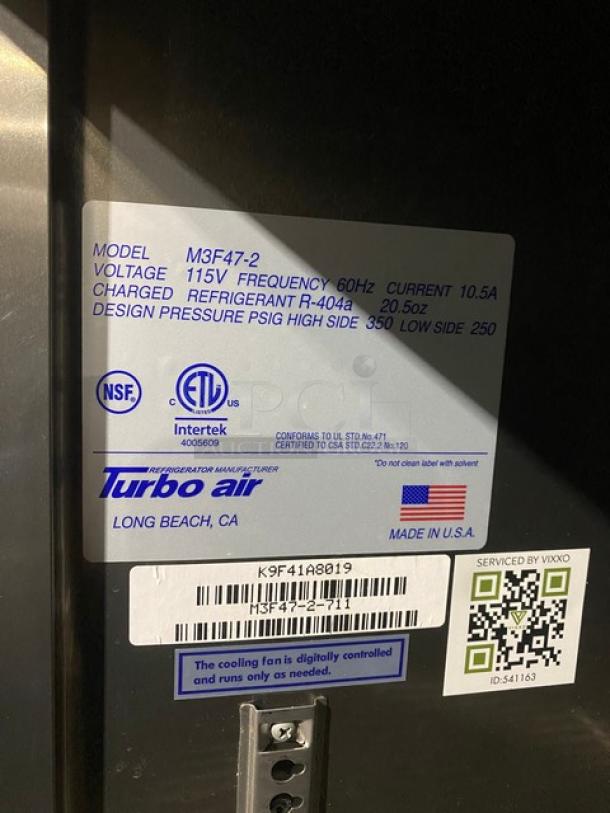 MODEL M3F47-2
VOLTAGE 115V FREQUENCY 60Hz CURRENT 10.5A
CHARGED REFRIGERANT R-404a 20.5oz
DESIGN PRESSURE PSIG HIGH SIDE 350 LOW SIDE 250
NSF®
C ETL US
LISTED
Intertek
4005609
CONFORMS TO UL STD.No.471
CERTIFIED TO CSA STD.C22.2 No.120
REFRIGERATOR MANUFACTURER
*Do not clean label with solvent
Turbo air
LONG BEACH, CA
MADE IN U.S.A.
K9F41A8019
M3F47-2-711
SERVICED BY VIXXO
VIXXO
ID:541163
The cooling fan is digitally controlled
and runs only as needed.
PCI